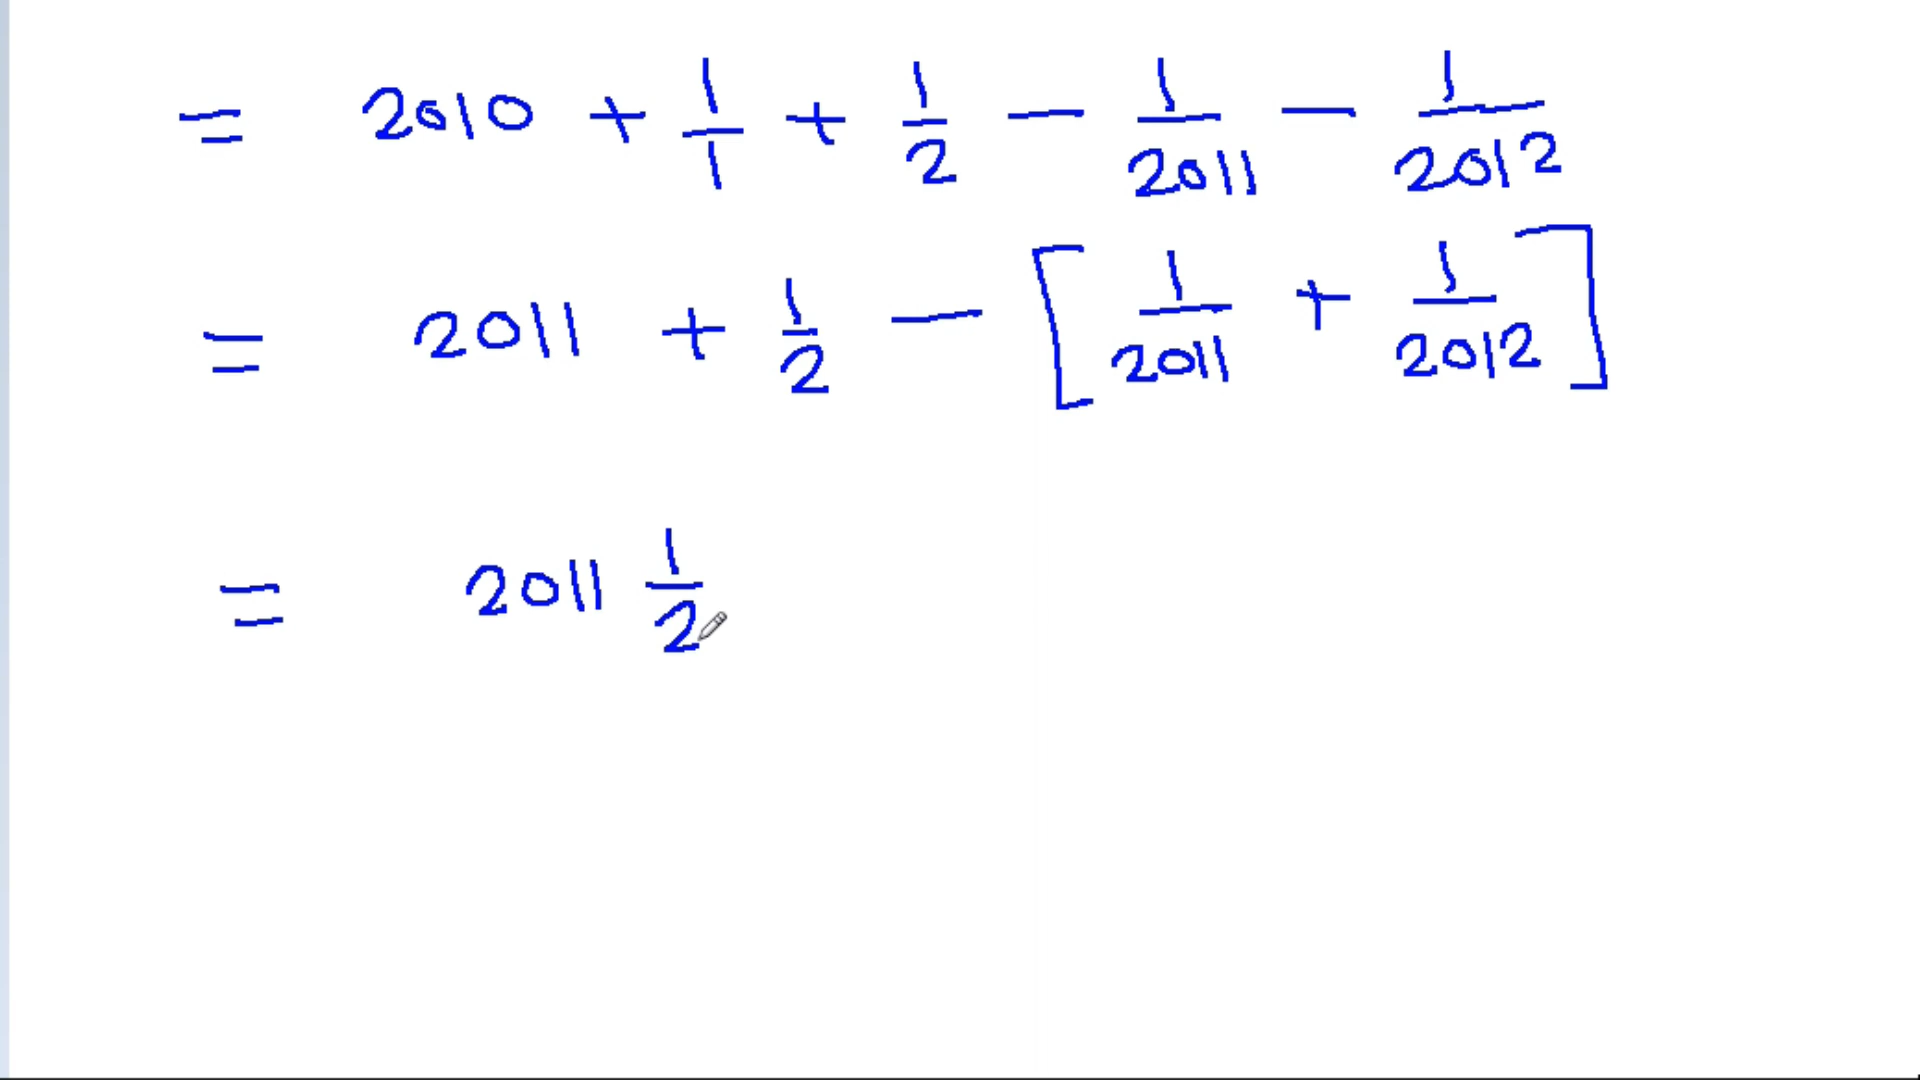 = 2010 + 1/1 + 1/2 - 1/2011 - 1/2012
= 2011 + 1/2 - [1/2011 + 1/2012]
= 2011 1/2